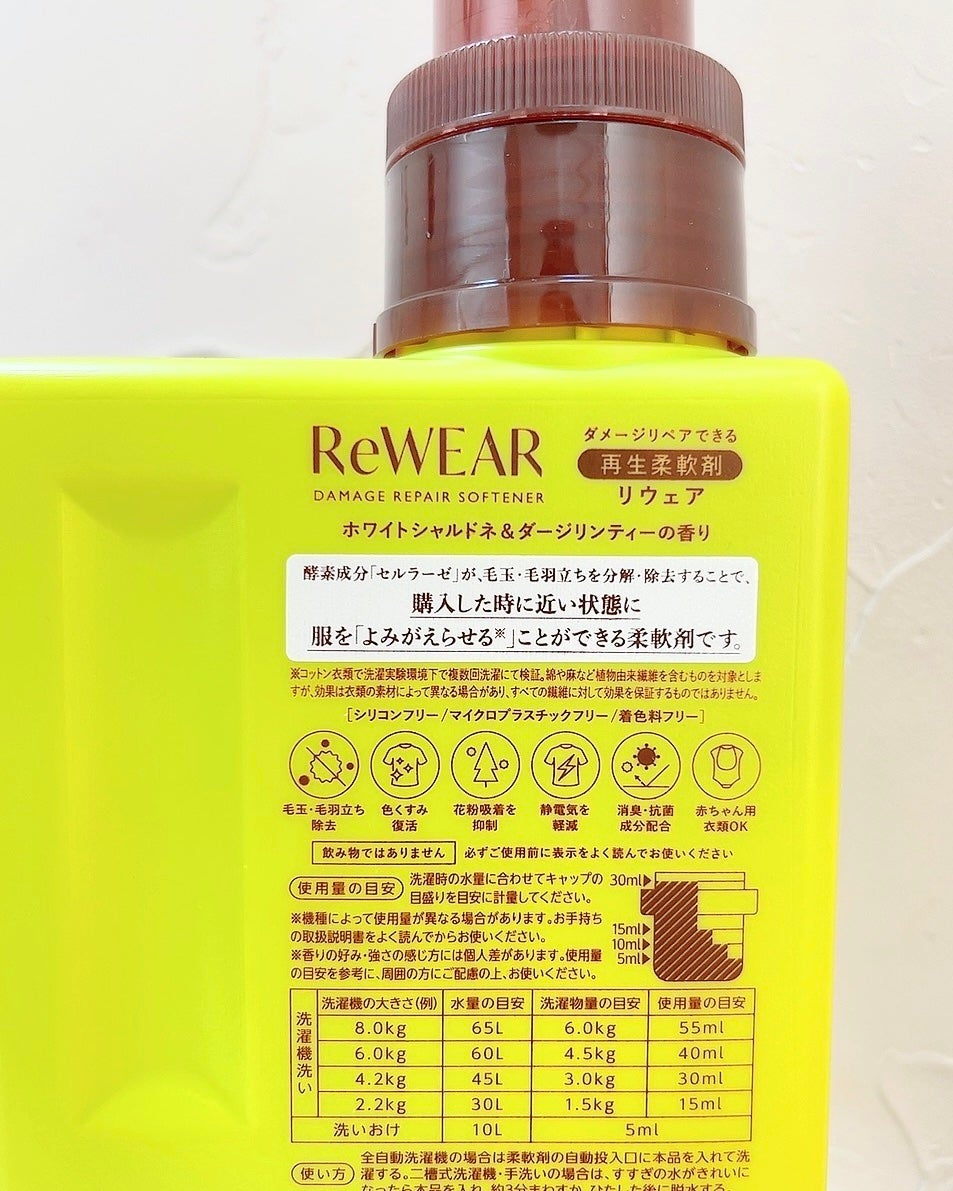 ReWEAR
DAMAGE REPAIR SOFTENER
ダメージリペアできる
再生柔軟剤
リウェア
ホワイトシャルドネ&ダージリンティーの香り
酵素成分「セルラーゼ」が、毛玉・毛羽立ちを分解・除去することで、
購入した時に近い状態に
服を「よみがえらせる※」ことができる柔軟剤です。
※コットン衣類で洗濯実験環境下で複数回洗濯にて検証。綿や麻など植物由来繊維を含むものを対象としま
すが、効果は衣類の素材によって異なる場合があり、すべての繊維に対して効果を保証するものではありません。
[シリコンフリー/マイクロプラスチックフリー/着色料フリー]
毛玉・毛羽立ち
除去
色くすみ
復活
花粉吸着を
抑制
静電気を
軽減
消臭・抗菌
成分配合
赤ちゃん用
衣類OK
飲み物ではありません 必ずご使用前に表示をよく読んでお使いください
使用量の目安
洗濯時の水量に合わせてキャップの
目盛りを目安に計量してください。
※機種によって使用量が異なる場合があります。お手持ち
の取扱説明書をよく読んでからお使いください。
※香りの好み・強さの感じ方には個人差があります。使用量
の目安を参考に、周囲の方にご配慮の上、お使いください。
30ml
15ml
10ml
5ml
洗濯機洗い
洗濯機の大きさ(例) 水量の目安 洗濯物量の目安 使用量の目安
8.0kg 65L 6.0kg 55ml
6.0kg 60L 4.5kg 40ml
4.2kg 45L 3.0kg 30ml
2.2kg 30L 1.5kg 15ml
洗いおけ 10L 5ml
使い方
全自動洗濯機の場合は柔軟剤の自動投入口に本品を入れて洗
濯する。二槽式洗濯機・手洗いの場合は、すすぎの水がきれいに
なったら本品を入れ、約3分まわすか、ひたした後に脱水する。